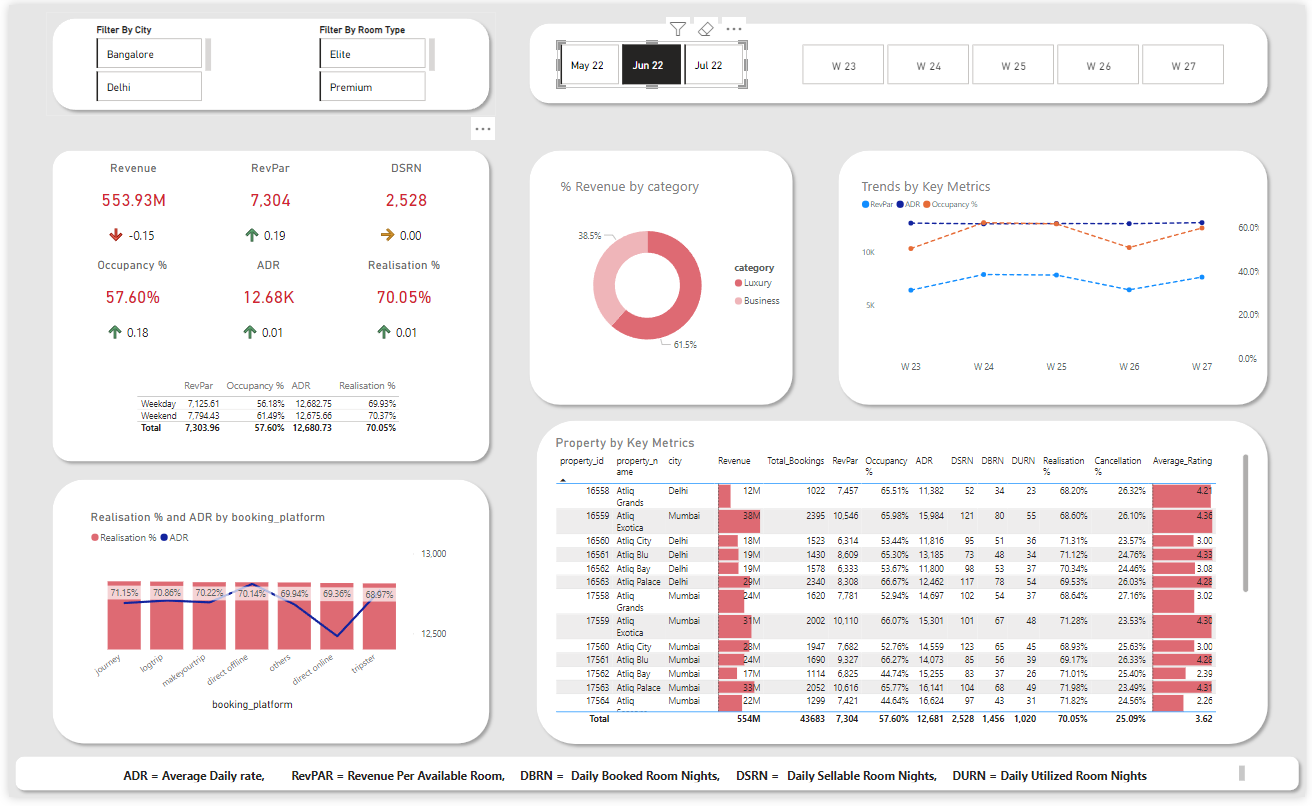 Filter By City
Bangalore
Delhi
Filter By Room Type
Elite
Premium
May 22 Jun 22 Jul 22
W 23 W 24 W 25 W 26 W 27
Revenue RevPar DSRN
553.93M 7,304 2,528
-0.15 0.19 0.00
Occupancy % ADR Realisation %
57.60% 12.68K 70.05%
0.18 0.01 0.01
RevPar Occupancy % ADR Realisation %
Weekday 7,125.61 56.18% 12,682.75 69.93%
Weekend 7,794.43 61.49% 12,675.66 70.37%
Total 7,303.96 57.60% 12,680.73 70.05%
% Revenue by category
38.5%
61.5%
category
Luxury
Business
Trends by Key Metrics
RevPar ADR Occupancy %
10K
5K
60.0%
40.0%
20.0%
0.0%
W 23 W 24 W 25 W 26 W 27
Realisation % and ADR by booking_platform
Realisation % ADR
13,000
12,500
71.15% 70.86% 70.22% 70.14% 69.94% 69.36% 68.97%
journey logtrip makeyourtrip direct offline others direct online tripster
booking_platform
Property by Key Metrics
property_id property_n city Revenue Total_Bookings RevPar Occupancy ADR DSRN DBRN DURN Realisation Cancellation Average_Rating
ame % % %
16558 Atliq Delhi 12M 1022 7,457 65.51% 11,382 52 34 23 68.20% 26.32% 4.21
Grands
16559 Atliq Mumbai 38M 2395 10,546 65.98% 15,984 121 80 55 68.60% 26.10% 4.36
Exotica
16560 Atliq City Delhi 18M 1523 6,314 53.44% 11,816 95 51 36 71.31% 23.57% 3.00
16561 Atliq Blu Delhi 19M 1430 8,609 65.30% 13,185 73 48 34 71.12% 24.76% 4.33
16562 Atliq Bay Delhi 19M 1578 6,333 53.67% 11,800 98 53 37 70.34% 24.46% 3.08
16563 Atliq Palace Delhi 29M 2340 8,308 66.67% 12,462 117 78 54 69.53% 26.03% 4.28
17558 Atliq Mumbai 24M 1620 7,781 52.94% 14,697 102 54 37 68.64% 27.16% 3.02
Grands
17559 Atliq Mumbai 31M 2002 10,110 66.07% 15,301 101 67 48 71.28% 23.53% 4.30
Exotica
17560 Atliq City Mumbai 28M 1947 7,682 52.76% 14,559 123 65 45 68.93% 25.63% 3.00
17561 Atliq Blu Mumbai 24M 1690 9,327 66.27% 14,073 85 56 39 69.17% 26.33% 4.28
17562 Atliq Bay Mumbai 17M 1114 6,825 44.74% 15,255 83 37 26 71.01% 25.40% 2.39
17563 Atliq Palace Mumbai 33M 2052 10,616 65.77% 16,141 104 68 49 71.98% 23.49% 4.31
17564 Atliq Mumbai 22M 1299 7,421 44.64% 16,624 97 43 31 71.82% 24.56% 2.26
Total 554M 43683 7,304 57.60% 12,681 2,528 1,456 1,020 70.05% 25.09% 3.62
ADR = Average Daily rate, RevPAR = Revenue Per Available Room, DBRN = Daily Booked Room Nights, DSRN = Daily Sellable Room Nights, DURN = Daily Utilized Room Nights